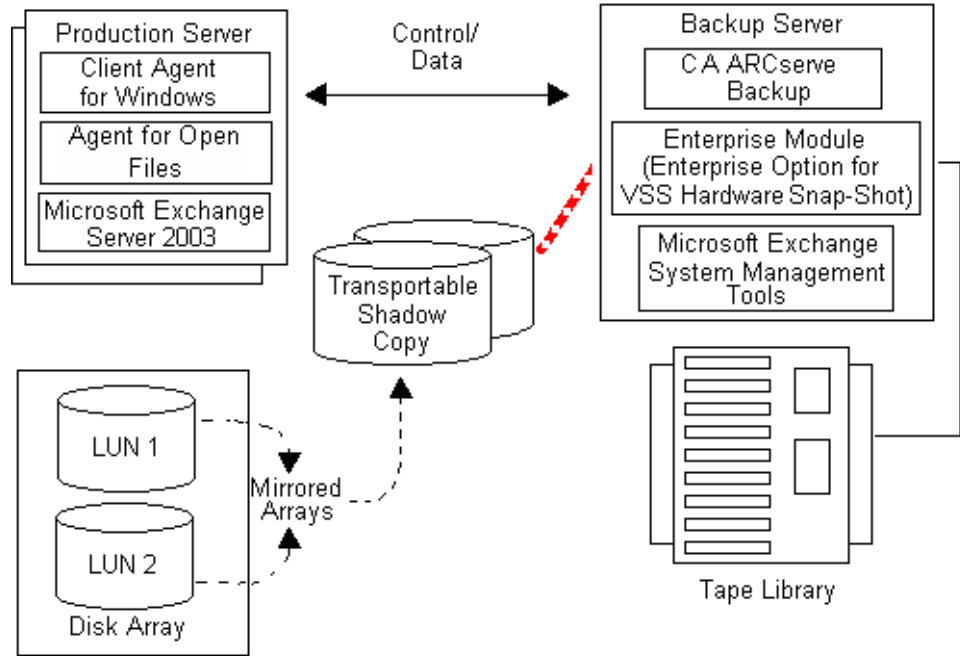 Production Server
Client Agent
for Windows
Agent for Open
Files
Microsoft Exchange
Server 2003
Control/
Data
Backup Server
CA ARCserve
Backup
Enterprise Module
(Enterprise Option for
VSS Hardware Snap-Shot)
Microsoft Exchange
System Management
Tools
Transportable
Shadow
Copy
LUN 1
LUN 2
Mirrored
Arrays
Disk Array
Tape Library